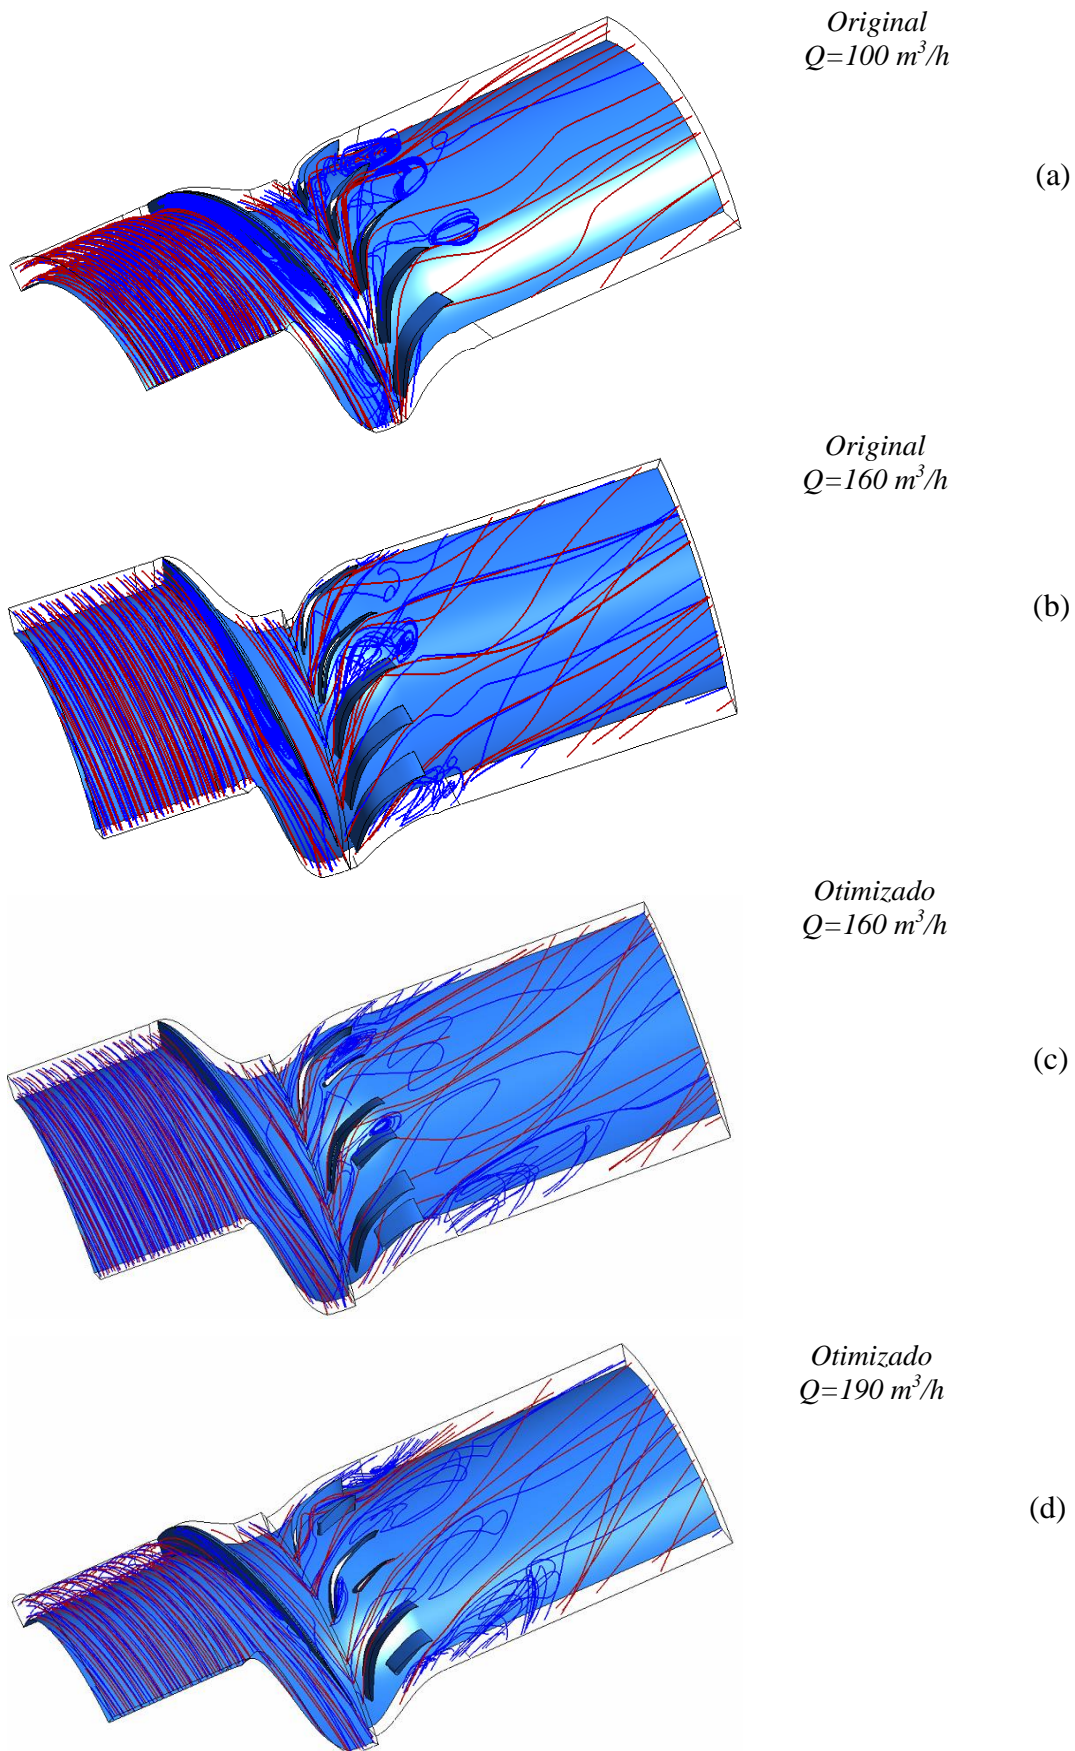 Original
Q=100 m³/h
(a)
Original
Q=160 m³/h
(b)
Otimizado
Q=160 m³/h
(c)
Otimizado
Q=190 m³/h
(d)